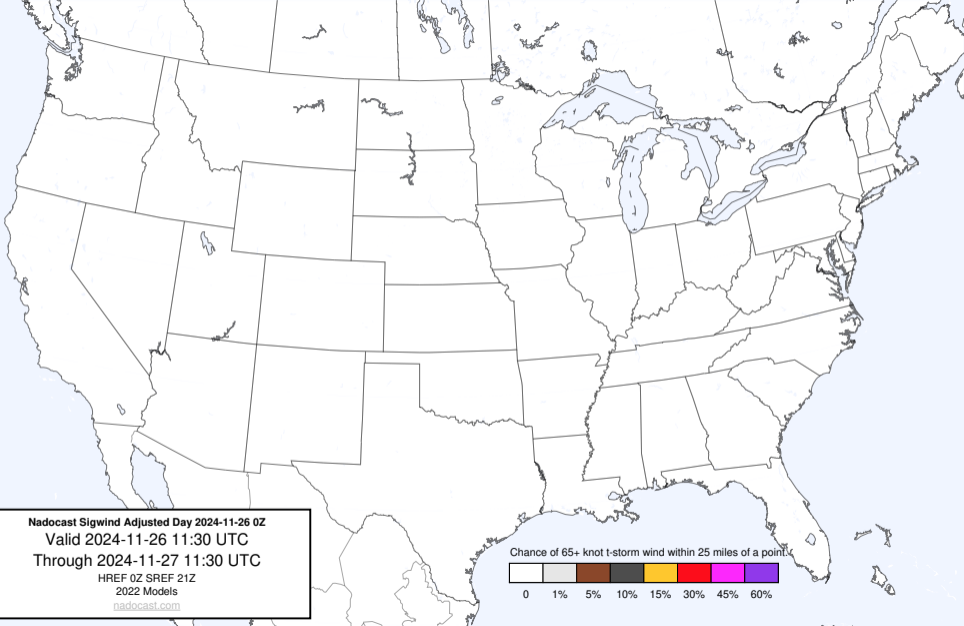 Nadocast Sigwind Adjusted Day 2024-11-26 0Z
Valid 2024-11-26 11:30 UTC
Through 2024-11-27 11:30 UTC
HREF 0Z SREF 21Z
2022 Models
nadocast.com
Chance of 65+ knot t-storm wind within 25 miles of a point.
0 1% 5% 10% 15% 30% 45% 60%